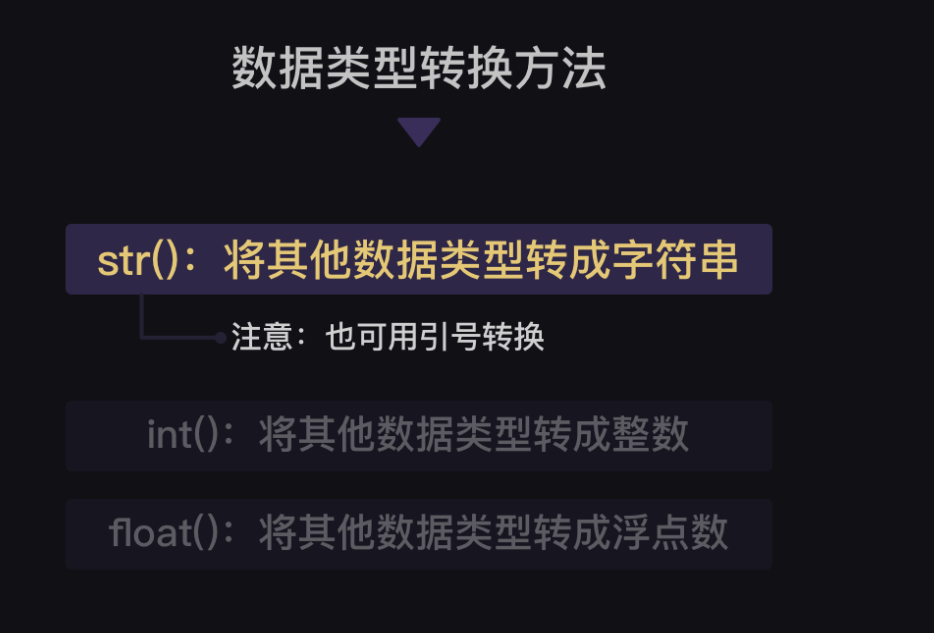 数据类型转换方法
str()：将其他数据类型转成字符串
注意：也可用引号转换
int()：将其他数据类型转成整数
float()：将其他数据类型转成浮点数